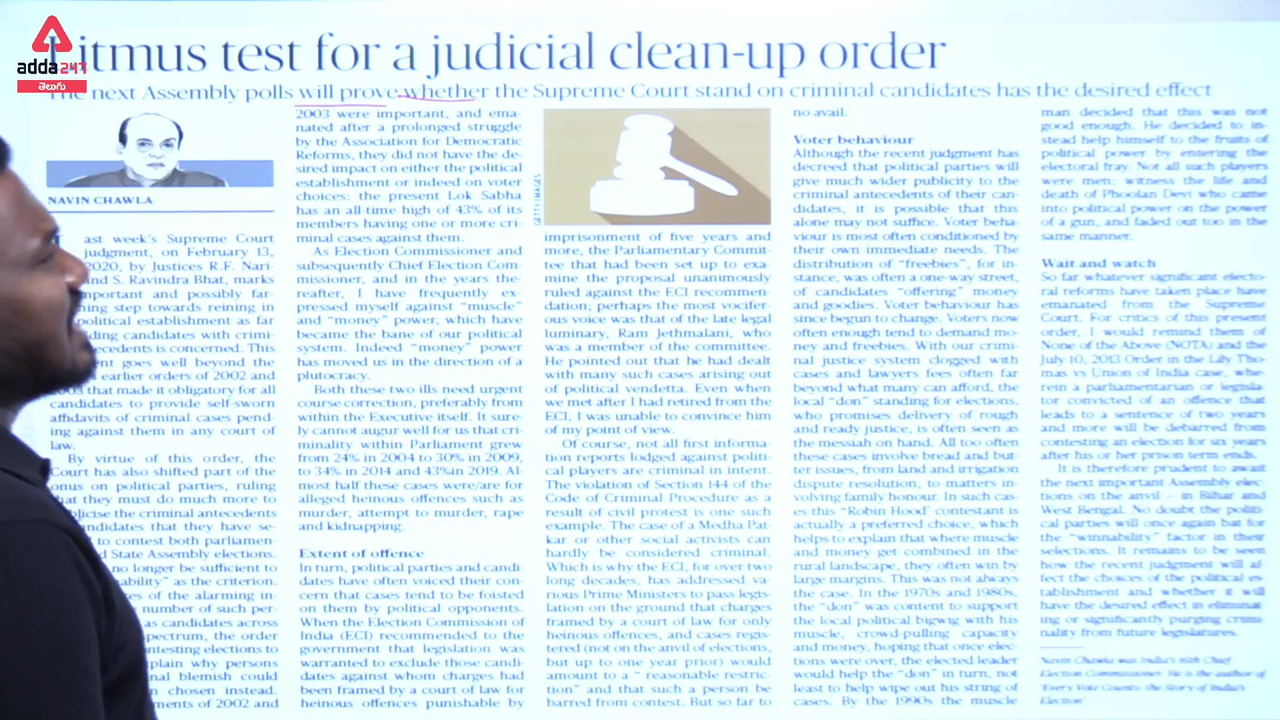 adda247
తెలుగు
itmus test for a judicial clean-up order
The next Assembly polls will prove whether the Supreme Court stand on criminal candidates has the desired effect
NAVIN CHAWLA
ast week's Supreme Court
judgment, on February 13,
2020, by Justices R.F. Nari-
nd S. Ravindra Bhat, marks
mportant and possibly far-
ning step towards reining in
political establishment as far
ding candidates with crimi-
ecedents is concerned. This
nt goes well beyond the
earlier orders of 2002 and
2003 that made it obligatory for all
candidates to provide self-sworn
affidavits of criminal cases pend-
ing against them in any court of
law.
By virtue of this order, the
Court has also shifted part of the
onus on political parties, ruling
hat they must do much more to
blicise the criminal antecedents
ndidates that they have se-
to contest both parliamen-
d State Assembly elections.
no longer be sufficient to
nability" as the criterion.
es of the alarming in-
number of such per-
as candidates across
pectrum, the order
ntesting elections to
plain why persons
nal blemish could
n chosen instead.
ments of 2002 and
2003 were important, and ema-
nated after a prolonged struggle
by the Association for Democratic
Reforms, they did not have the de-
sired impact on either the political
establishment or indeed on voter
choices: the present Lok Sabha
has an all-time high of 43% of its
members having one or more cri-
minal cases against them.
As Election Commissioner and
subsequently Chief Election Com-
missioner, and in the years the-
reafter, I have frequently ex-
pressed myself against "muscle"
and "money" power, which have
became the bane of our political
system. Indeed "money" power
has moved us in the direction of a
plutocracy.
Both these two ills need urgent
course correction, preferably from
within the Executive itself. It sure-
ly cannot augur well for us that cri-
minality within Parliament grew
from 24% in 2004 to 30% in 2009,
to 34% in 2014 and 43%in 2019. Al-
most half these cases were/are for
alleged heinous offences such as
murder, attempt to murder, rape
and kidnapping.
Extent of offence
In turn, political parties and candi-
dates have often voiced their con-
cern that cases tend to be foisted
on them by political opponents.
When the Election Commission of
India (ECI) recommended to the
government that legislation was
warranted to exclude those candi-
dates against whom charges had
been framed by a court of law for
heinous offences punishable by
GETTY IMAGES
imprisonment of five years and
more, the Parliamentary Commit-
tee that had been set up to exa-
mine the proposal unanimously
ruled against the ECI recommen-
dation; perhaps the most vocifer-
ous voice was that of the late legal
luminary, Ram Jethmalani, who
was a member of the committee.
He pointed out that he had dealt
with many such cases arising out
of political vendetta. Even when
we met after I had retired from the
ECI, I was unable to convince him
of my point of view.
Of course, not all first informa-
tion reports lodged against politi-
cal players are criminal in intent.
The violation of Section 144 of the
Code of Criminal Procedure as a
result of civil protest is one such
example. The case of a Medha Pat-
kar or other social activists can
hardly be considered criminal.
Which is why the ECI, for over two
long decades, has addressed va-
rious Prime Ministers to pass legis-
lation on the ground that charges
framed by a court of law for only
heinous offences, and cases regis-
tered (not on the anvil of elections,
but up to one year prior) would
amount to a " reasonable restric-
tion" and that such a person be
barred from contest. But so far to
no avail.
Voter behaviour
Although the recent judgment has
decreed that political parties will
give much wider publicity to the
criminal antecedents of their can-
didates, it is possible that this
alone may not suffice. Voter beha-
viour is most often conditioned by
their own immediate needs. The
distribution of "freebies", for in-
stance, was often a one-way street,
of candidates "offering" money
and goodies. Voter behaviour has
since begun to change. Voters now
often enough tend to demand mo-
ney and freebies. With our crimi-
nal justice system clogged with
cases and lawyers fees often far
beyond what many can afford, the
local "don" standing for elections,
who promises delivery of rough
and ready justice, is often seen as
the messiah on hand. All too often
these cases involve bread and but-
ter issues, from land and irrigation
dispute resolution, to matters in-
volving family honour. In such cas-
es this "Robin Hood' contestant is
actually a preferred choice, which
helps to explain that where muscle
and money get combined in the
rural landscape, they often win by
large margins. This was not always
the case. In the 1970s and 1980s,
the "don" was content to support
the local political bigwig with his
muscle, crowd-pulling capacity
and money, hoping that once elec-
tions were over, the elected leader
would help the "don" in turn, not
least to help wipe out his string of
cases. By the 1990s the muscle
man decided that this was not
good enough. He decided to in-
stead help himself to the fruits of
political power by entering the
electoral fray. Not all such players
were men: witness the life and
death of Phoolan Devi who came
into political power on the power
of a gun, and faded out too in the
same manner.
Wait and watch
So far whatever significant electo-
ral reforms have taken place have
emanated from the Supreme
Court. For critics of this present
order, I would remind them of
None of the Above (NOTA) and the
July 10, 2013 Order in the Lily Tho-
mas vs Union of India case, whe-
rein a parliamentarian or legisla-
tor convicted of an offence that
leads to a sentence of two years
and more will be debarred from
contesting an election for six years
after his or her prison term ends.
It is therefore prudent to await
the next important Assembly elec-
tions on the anvil – in Bihar and
West Bengal. No doubt the politi-
cal parties will once again bat for
the "winnability" factor in their
selections. It remains to be seen
how the recent judgment will af-
fect the choices of the political es-
tablishment and whether it will
have the desired effect in eliminat-
ing or significantly purging crimi-
nality from future legislatures.
Navin Chawla was India's 16th Chief
Election Commissioner. He is the author of
'Every Vote Counts: the Story of India's
Election'